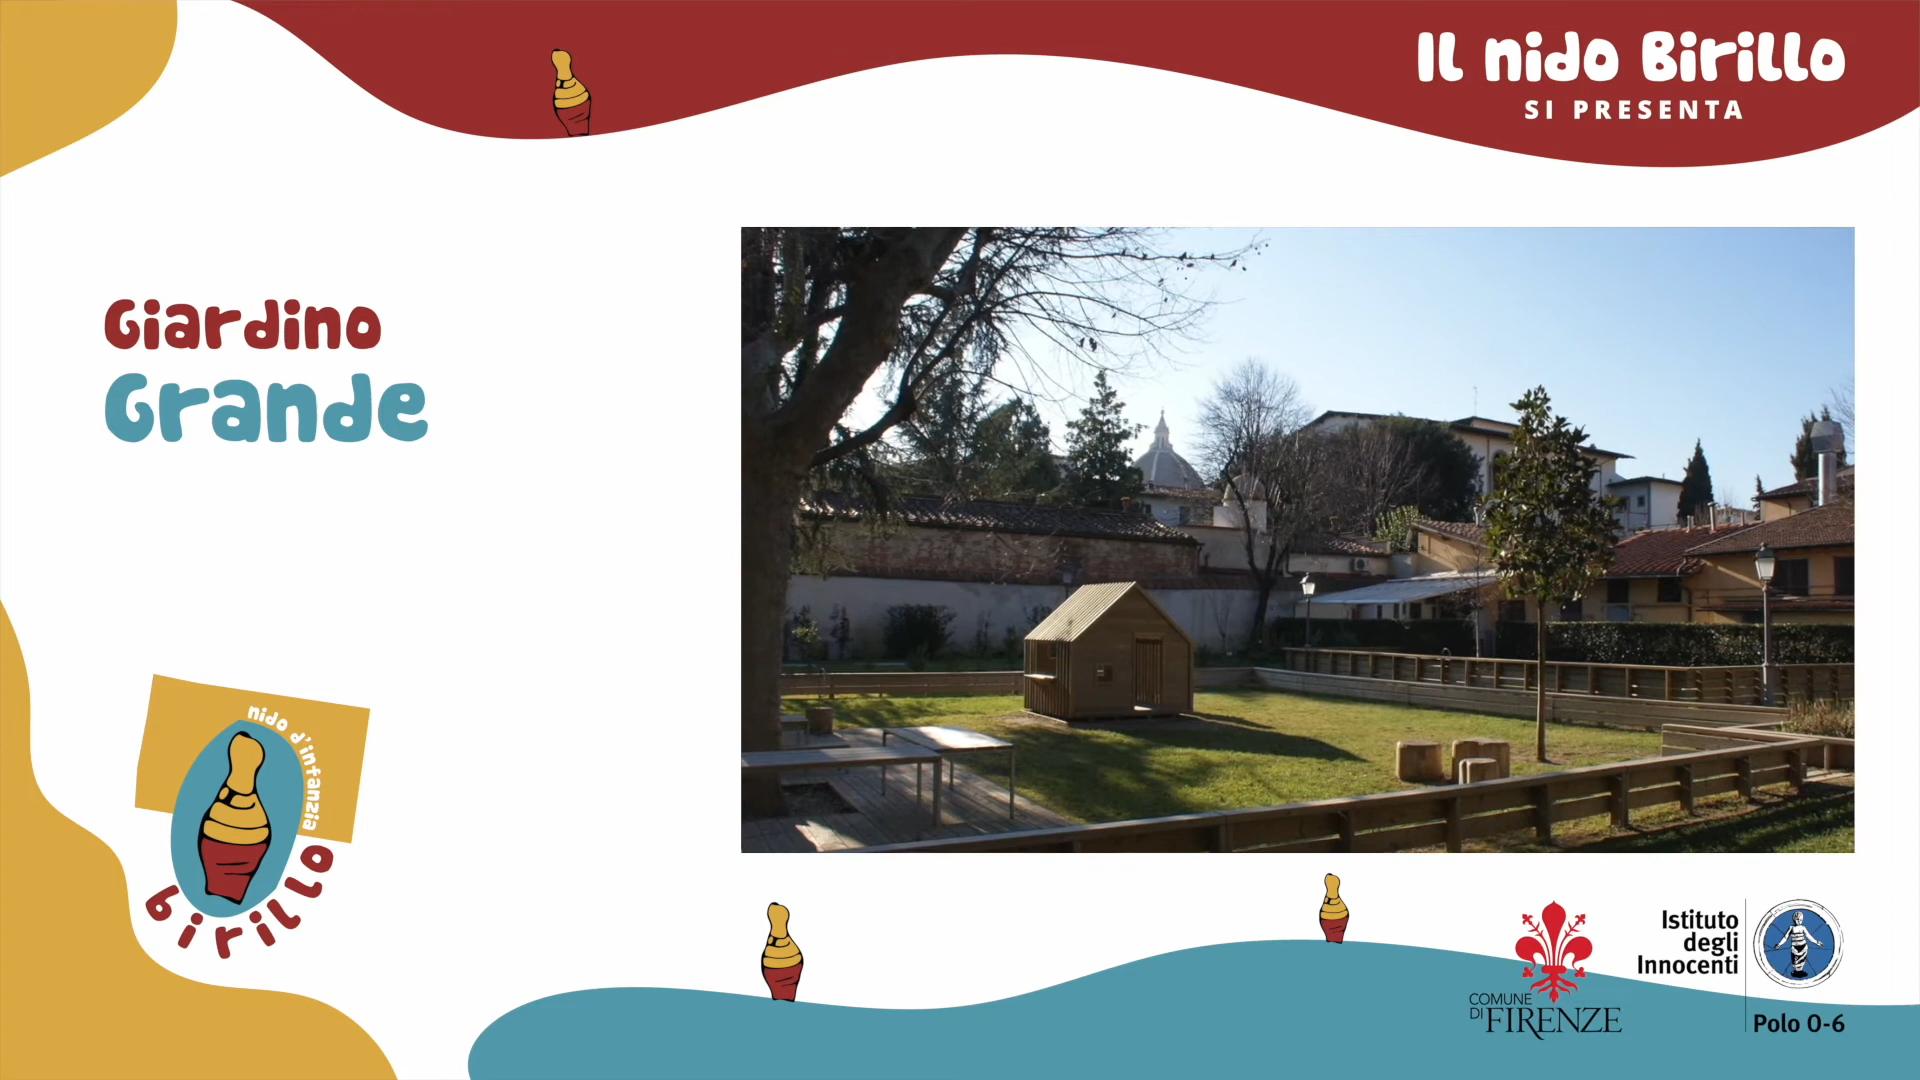 Il nido Birillo
SI PRESENTA
Giardino
Grande
nido d'infanzia
birillo
COMUNE
DI FIRENZE
Istituto
degli
Innocenti
Polo 0-6